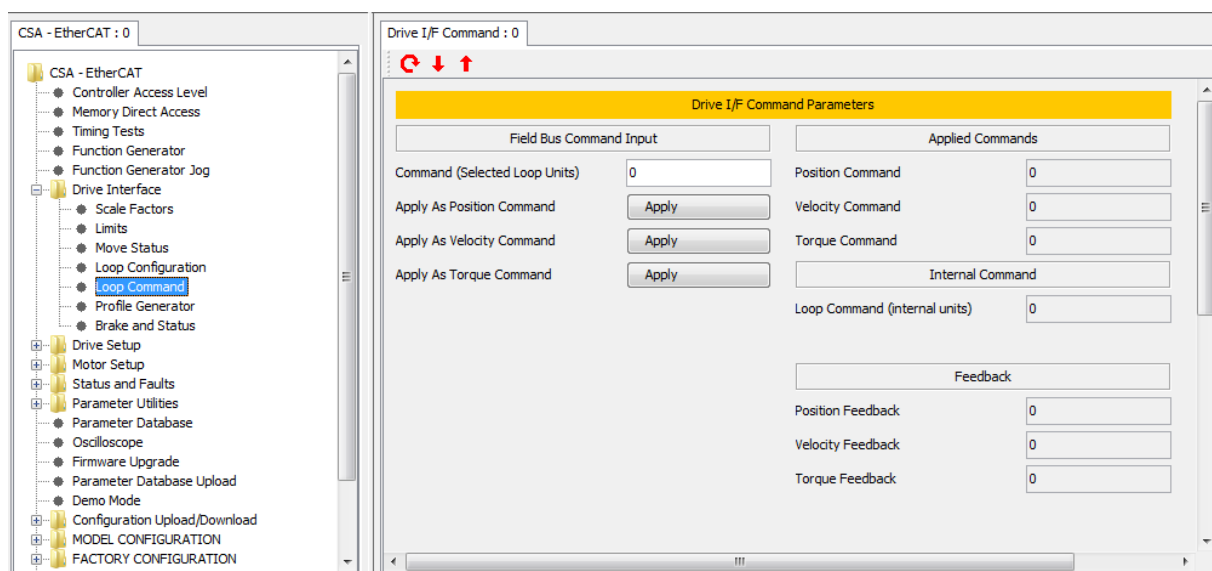 CSA - EtherCAT : 0
CSA - EtherCAT
Controller Access Level
Memory Direct Access
Timing Tests
Function Generator
Function Generator Jog
Drive Interface
Scale Factors
Limits
Move Status
Loop Configuration
Loop Command
Profile Generator
Brake and Status
Drive Setup
Motor Setup
Status and Faults
Parameter Utilities
Parameter Database
Oscilloscope
Firmware Upgrade
Parameter Database Upload
Demo Mode
Configuration Upload/Download
MODEL CONFIGURATION
FACTORY CONFIGURATION
Drive I/F Command : 0
Drive I/F Command Parameters
Field Bus Command Input
Command (Selected Loop Units) 0
Apply As Position Command Apply
Apply As Velocity Command Apply
Apply As Torque Command Apply
Applied Commands
Position Command 0
Velocity Command 0
Torque Command 0
Internal Command
Loop Command (internal units) 0
Feedback
Position Feedback 0
Velocity Feedback 0
Torque Feedback 0